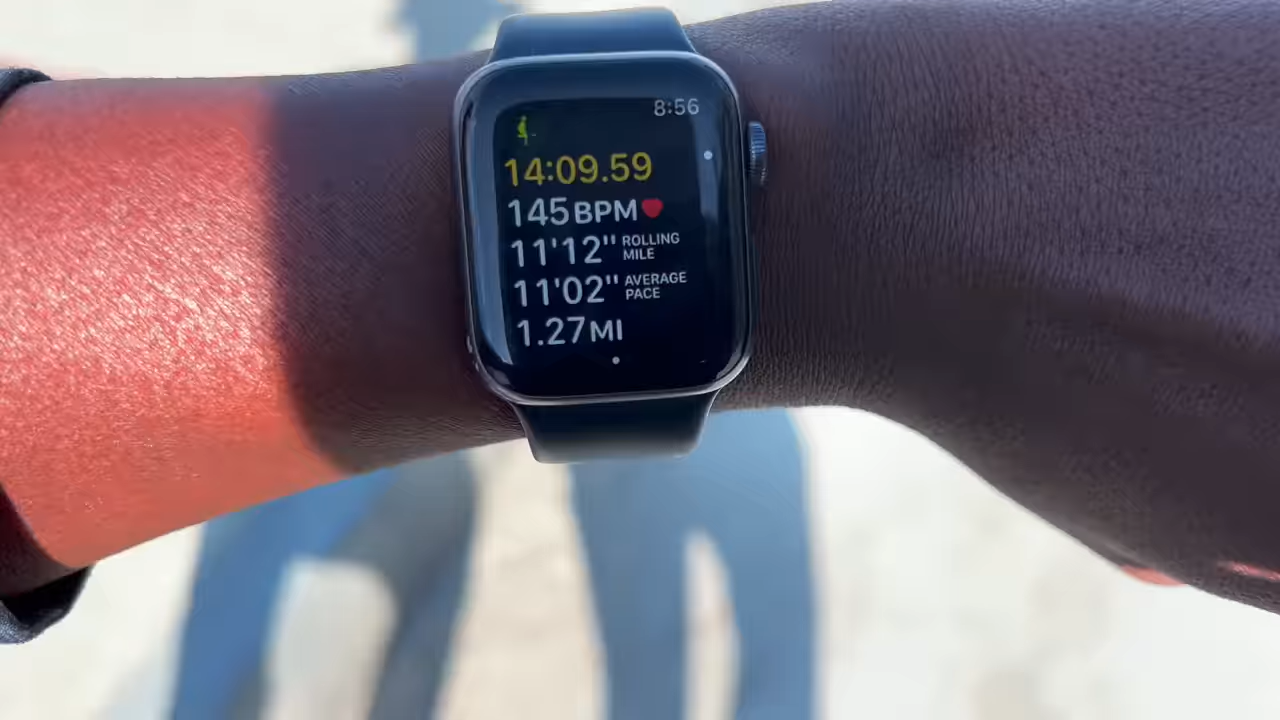 8:56
14:09.59
145BPM
11'12" ROLLING MILE
11'02" AVERAGE PACE
1.27MI